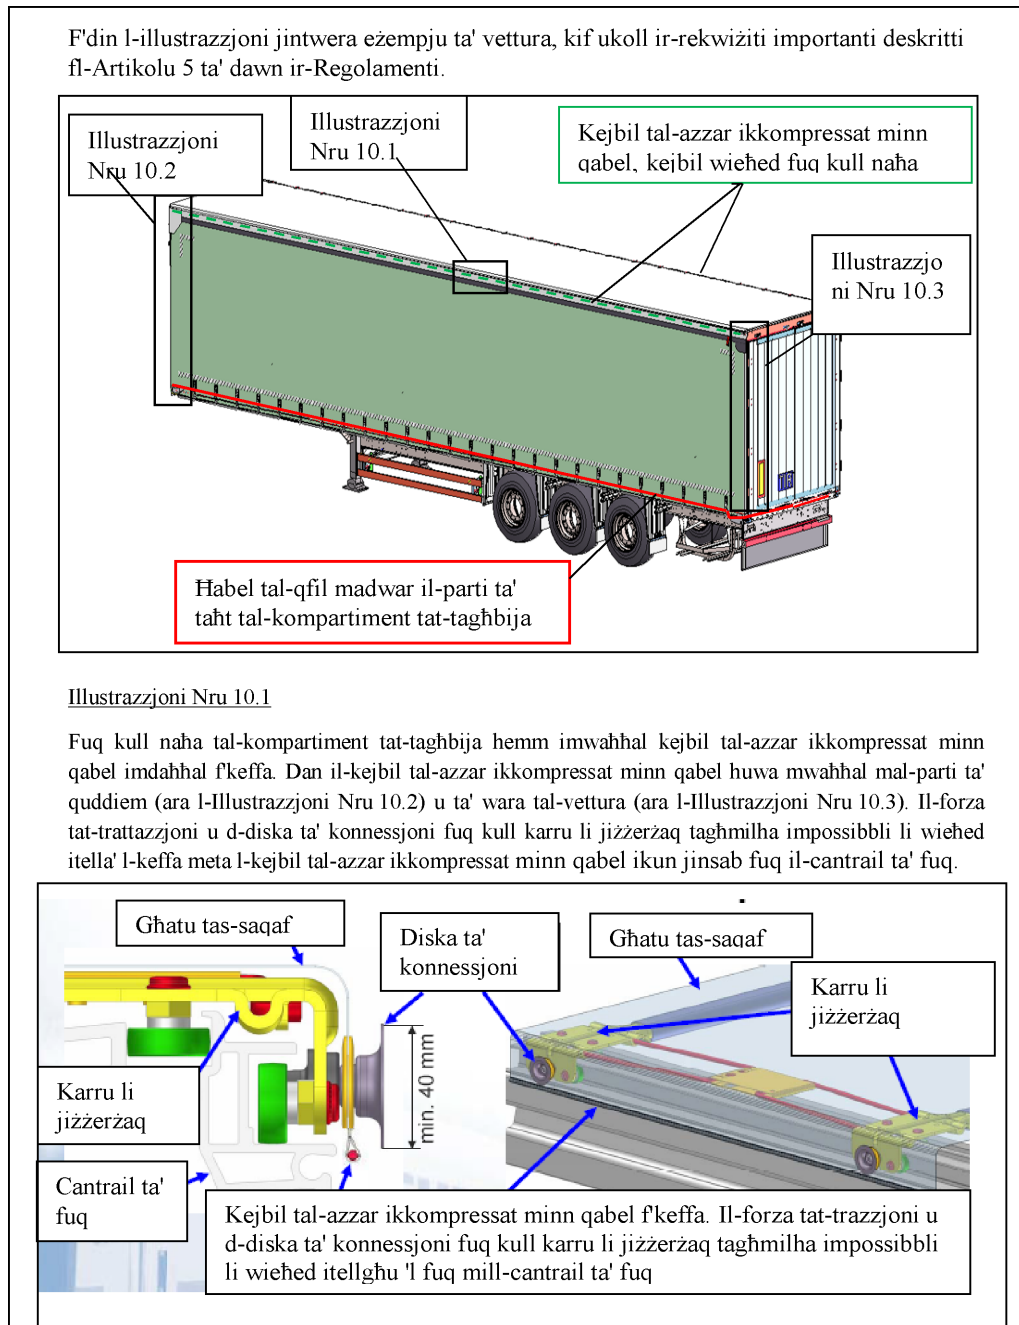 F'din l-illustrazzjoni jintwera eżempju ta' vettura, kif ukoll ir-rekwiżiti importanti deskritti
fl-Artikolu 5 ta' dawn ir-Regolamenti.
Illustrazzjoni
Nru 10.2
Illustrazzjoni
Nru 10.1
Kejbil tal-azzar ikkompressat minn
qabel, kejbil wieħed fuq kull naħa
Illustrazzjo
ni Nru 10.3
Ħabel tal-qfil madwar il-parti ta'
taħt tal-kompartiment tat-tagħbija
Illustrazzjoni Nru 10.1
Fuq kull naħa tal-kompartiment tat-tagħbija hemm imwaħħal kejbil tal-azzar ikkompressat minn
qabel imdaħħal f'keffa. Dan il-kejbil tal-azzar ikkompressat minn qabel huwa mwaħħal mal-parti ta'
quddiem (ara l-Illustrazzjoni Nru 10.2) u ta' wara tal-vettura (ara l-Illustrazzjoni Nru 10.3). Il-forza
tat-trattazzjoni u d-diska ta' konnessjoni fuq kull karru li jiżżerżaq tagħmilha impossibbli li wieħed
itella' l-keffa meta l-kejbil tal-azzar ikkompressat minn qabel ikun jinsab fuq il-cantrail ta' fuq.
Għatu tas-saqaf
Diska ta'
konnessjoni
Għatu tas-saqaf
Karru li
jiżżerżaq
Karru li
jiżżerżaq
min. 40 mm
Cantrail ta'
fuq
Kejbil tal-azzar ikkompressat minn qabel f'keffa. Il-forza tat-trazzjoni u
d-diska ta' konnessjoni fuq kull karru li jiżżerżaq tagħmilha impossibbli
li wieħed itellgħu 'l fuq mill-cantrail ta' fuq